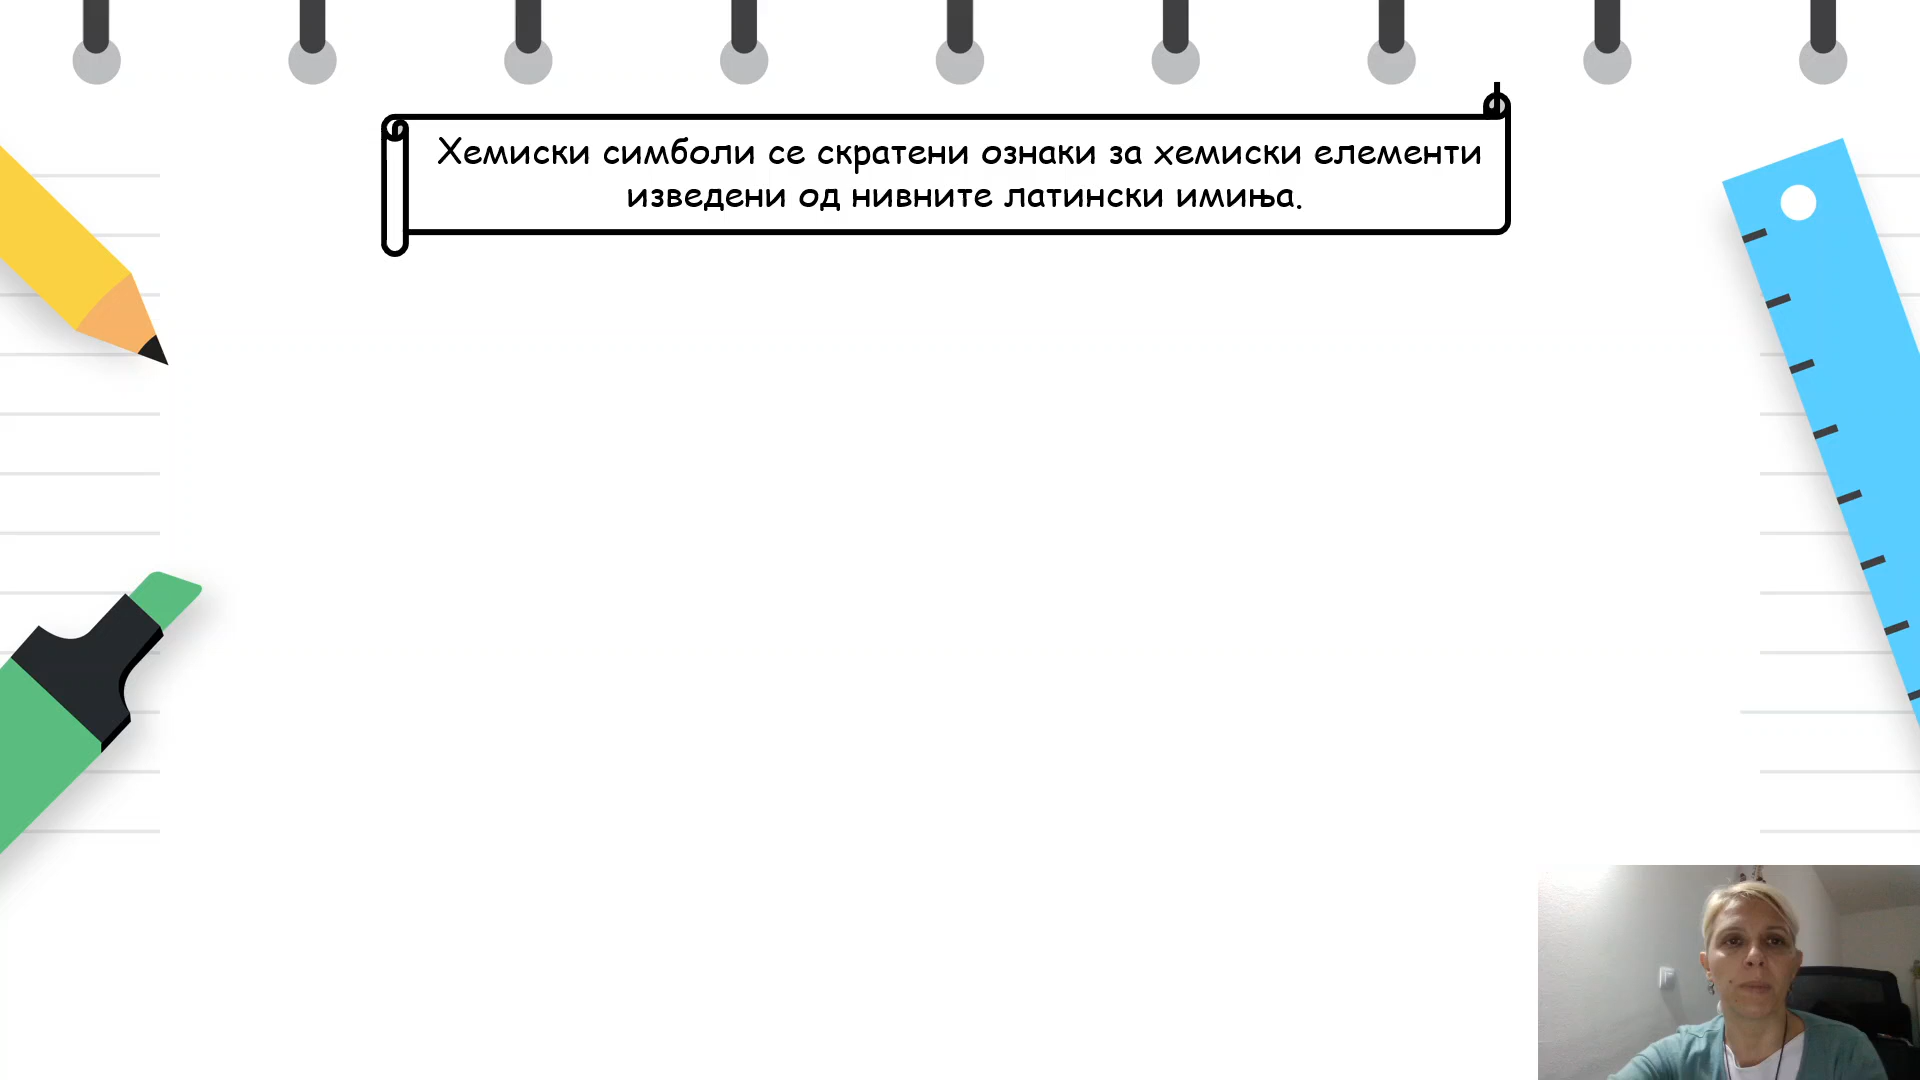 Хемиски симболи се скратени ознаки за хемиски елементи
изведени од нивните латински имиња.